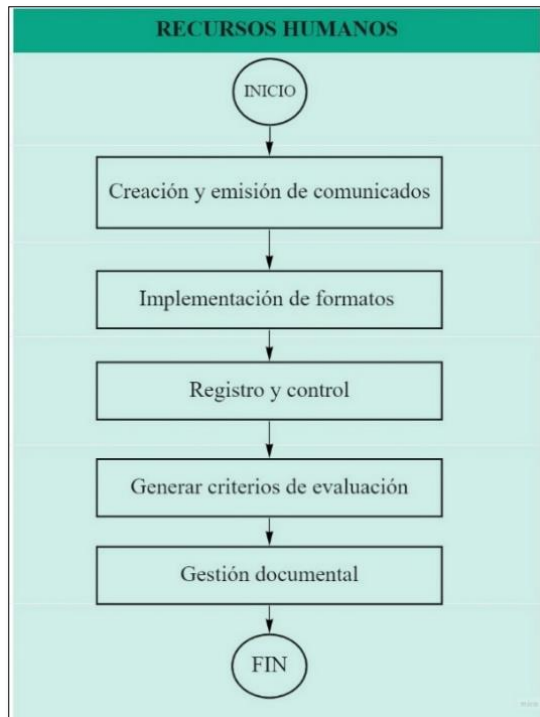 RECURSOS HUMANOS
INICIO
Creación y emisión de comunicados
Implementación de formatos
Registro y control
Generar criterios de evaluación
Gestión documental
FIN